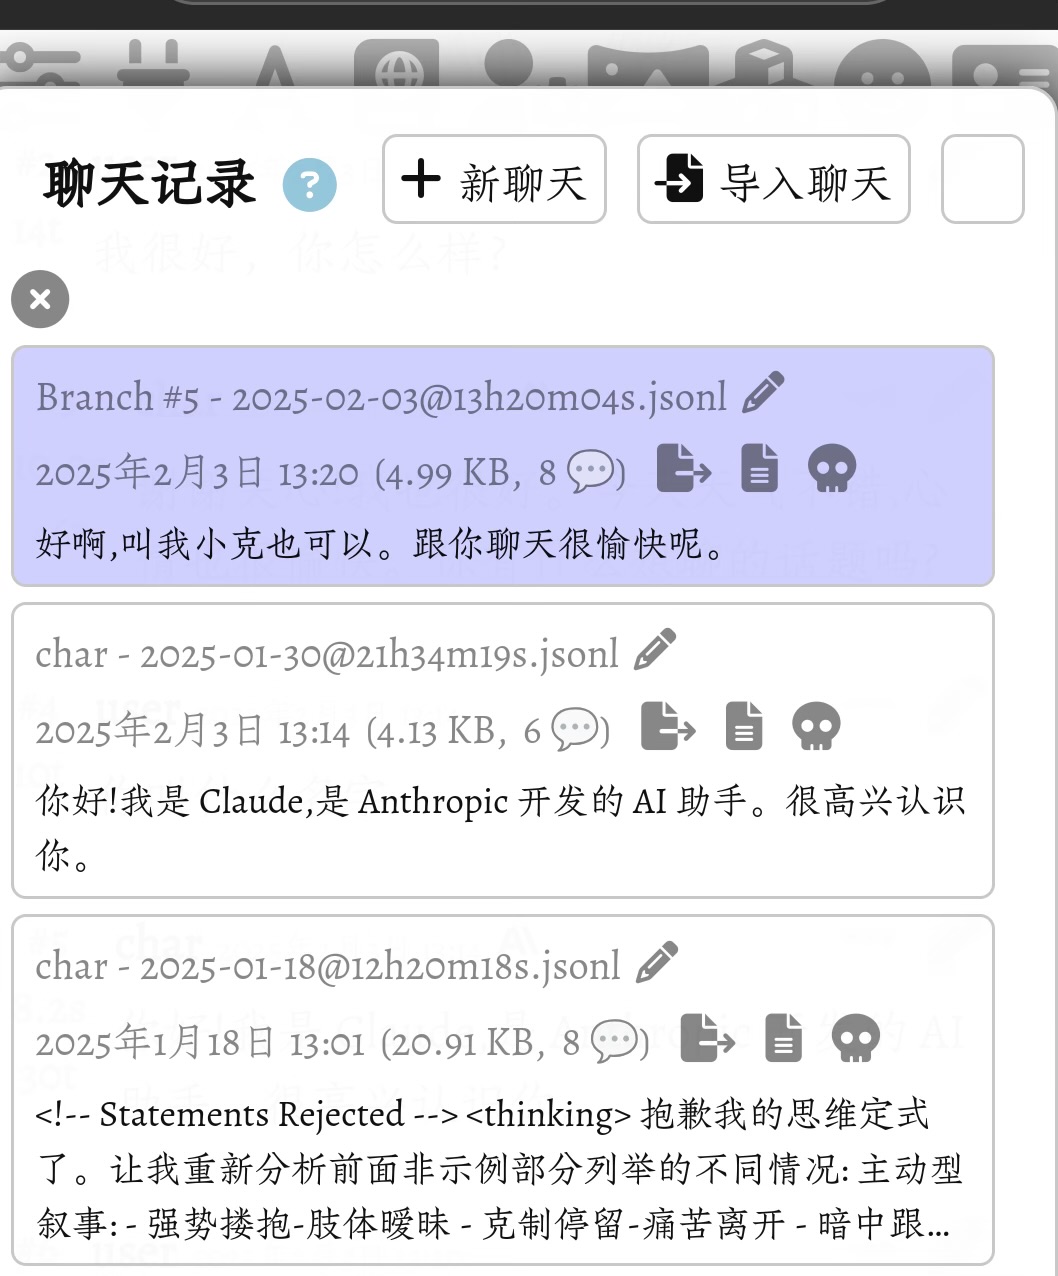 聊天记录 ? 新聊天 导入聊天
我很好，你怎么样?
Branch #5 - 2025-02-03@13h20m04s.jsonl
2025年2月3日 13:20 (4.99 KB, 8 💬)
好啊,叫我小克也可以。跟你聊天很愉快呢。
char - 2025-01-30@21h34m19s.jsonl
2025年2月3日 13:14 (4.13 KB, 6 💬)
你好!我是 Claude,是 Anthropic 开发的 AI 助手。很高兴认识
你。
char - 2025-01-18@12h20m18s.jsonl
2025年1月18日 13:01 (20.91 KB, 8 💬)
<!-- Statements Rejected --> <thinking> 抱歉我的思维定式
了。让我重新分析前面非示例部分列举的不同情况: 主动型
叙事: - 强势搂抱-肢体暧昧 - 克制停留-痛苦离开 - 暗中跟...